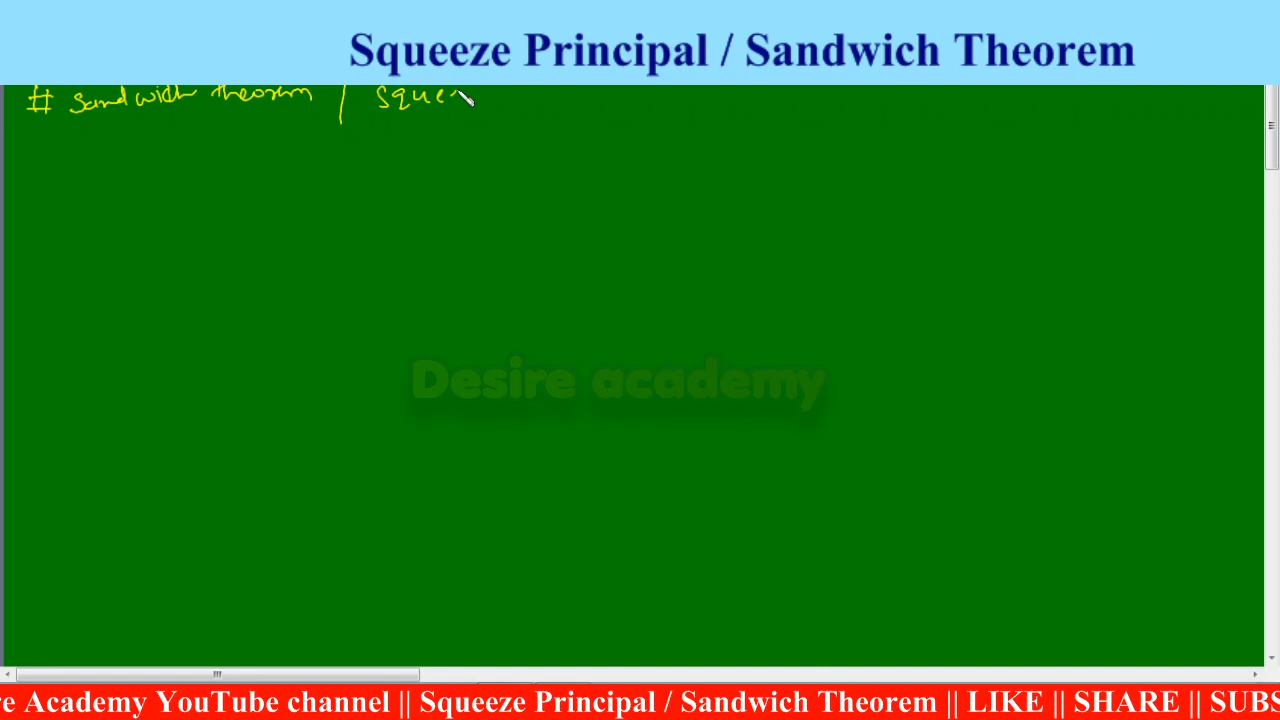 Squeeze Principal / Sandwich Theorem
# Sandwich theorem / Sque
Desire academy
re Academy YouTube channel || Squeeze Principal / Sandwich Theorem || LIKE || SHARE || SUBS